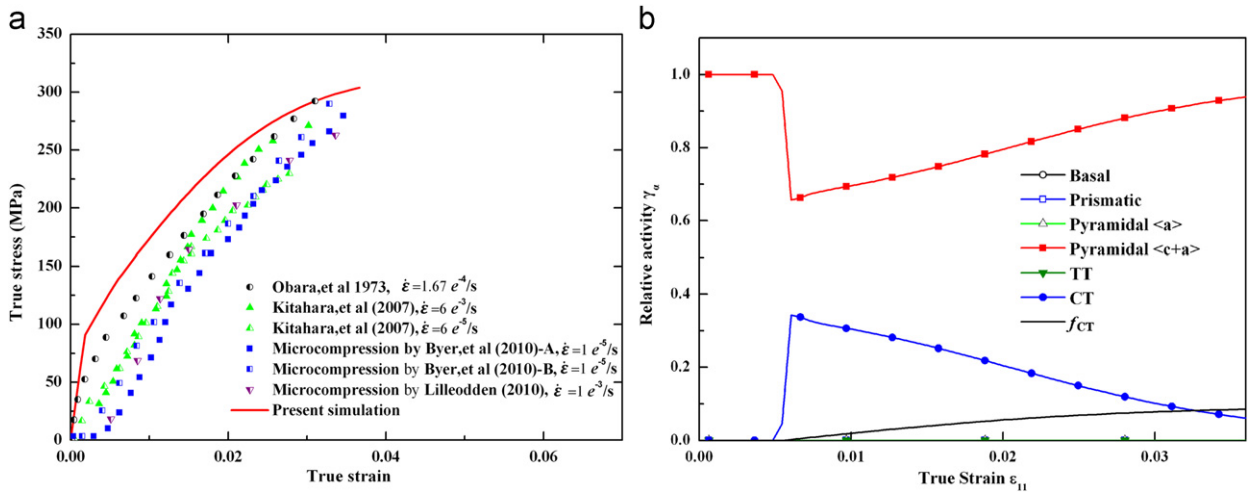 a
350
300
250
200
150
100
50
0
0.00
0.02
0.04
0.06
True stress (MPa)
True strain
Obara,et al 1973, ε̇=1.67 e⁻⁴/s
Kitahara,et al (2007),ε̇=6 e⁻³/s
Kitahara,et al (2007),ε̇=6 e⁻⁵/s
Microcompression by Byer,et al (2010)-A,ε̇=1 e⁻⁵/s
Microcompression by Byer,et al (2010)-B,ε̇=1 e⁻⁵/s
Microcompression by Lilleodden (2010), ε̇ =1 e⁻³/s
Present simulation
b
1.0
0.8
0.6
0.4
0.2
0.0
0.00
0.01
0.02
0.03
Relative activity γα
True Strain ε₁₁
Basal
Prismatic
Pyramidal <a>
Pyramidal <c+a>
TT
CT
fCT